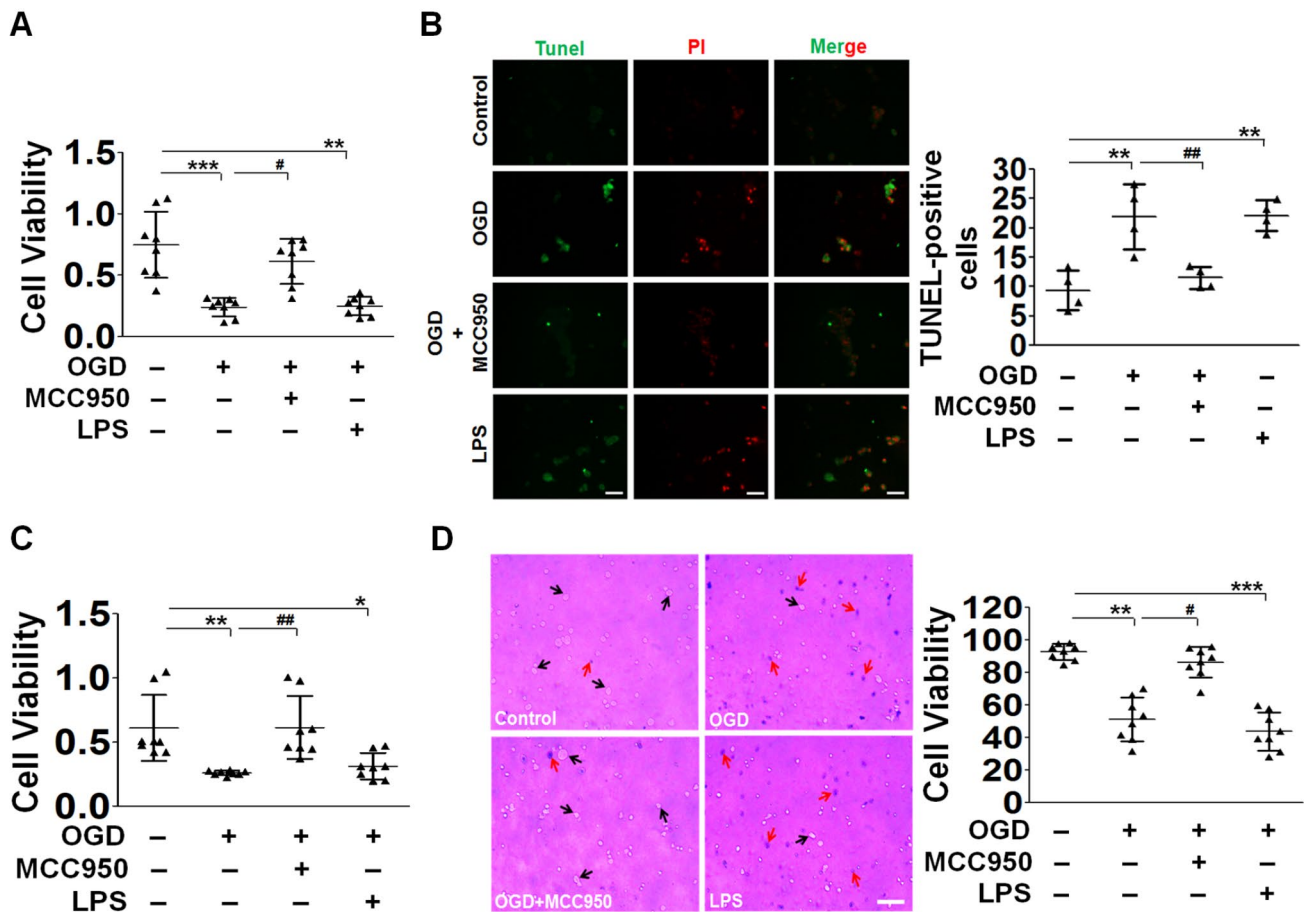 A
Cell Viability
1.5
1.0
0.5
0.0
*** # **
OGD – + + +
MCC950 – – + –
LPS – – – +
B
Tunel PI Merge
Control
OGD
OGD + MCC950
LPS
TUNEL-positive cells
30
25
20
15
10
5
0
** ## **
OGD – + + –
MCC950 – – + –
LPS – – – +
C
Cell Viability
1.5
1.0
0.5
0.0
** ## *
OGD – + + +
MCC950 – – + –
LPS – – – +
D
Control OGD
OGD+MCC950 LPS
Cell Viability
120
100
80
60
40
20
0
** # ***
OGD – + + +
MCC950 – – + –
LPS – – – +